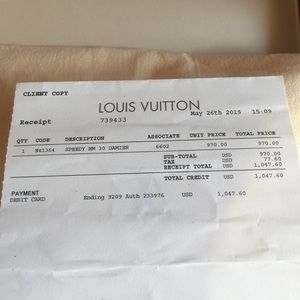 CLIENT COPY
LOUIS VUITTON
Receipt 739433 May 26th 2015 15:09
QTY CODE DESCRIPTION ASSOCIATE UNIT PRICE TOTAL PRICE
1 N41364 SPEEDY NM 30 DAMIER 6602 970.00 970.00
SUB-TOTAL USD 970.00
TAX USD 77.60
RECEIPT TOTAL USD 1,047.60
TOTAL CREDIT USD 1,047.60
PAYMENT
DEBIT CARD Ending 9209 Auth 233976 USD 1,047.60